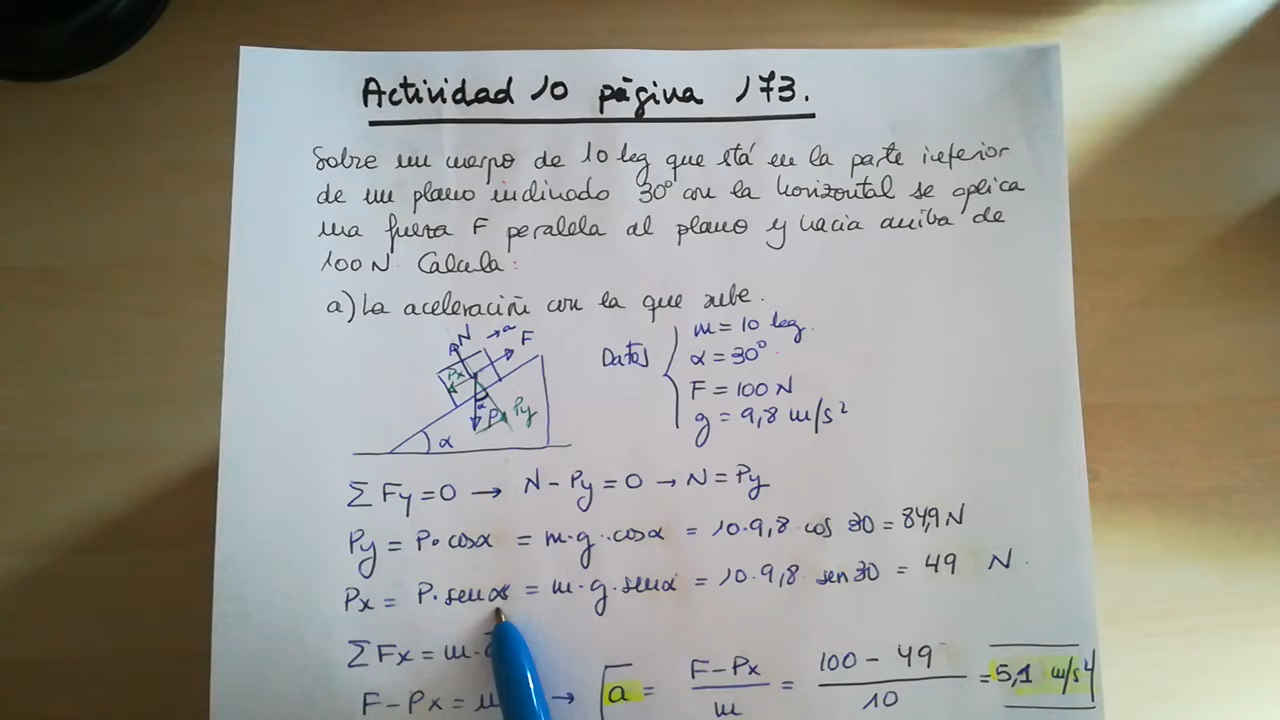 Actividad 10 página 173.
Sobre un cuerpo de 10 kg que está en la parte inferior
de un plano inclinado 30° con la horizontal se aplica
una fuerza F peralela al plano y hacia arriba de
100 N. Calcula:
a) La aceleración con la que sube.
N → a F
Px
α P Py
α
Datos
m = 10 kg.
α = 30°
F = 100 N
g = 9,8 m/s²
Σ Fy = 0 → N - Py = 0 → N = Py
Py = P · cosα = m · g · cosα = 10 · 9,8 cos 30 = 84,9 N
Px = P · senα = m · g · senα = 10 · 9,8 · sen 30 = 49 N.
Σ Fx = m ·
F - Px = → a = F - Px / m = 100 - 49 / 10 = 5,1 m/s